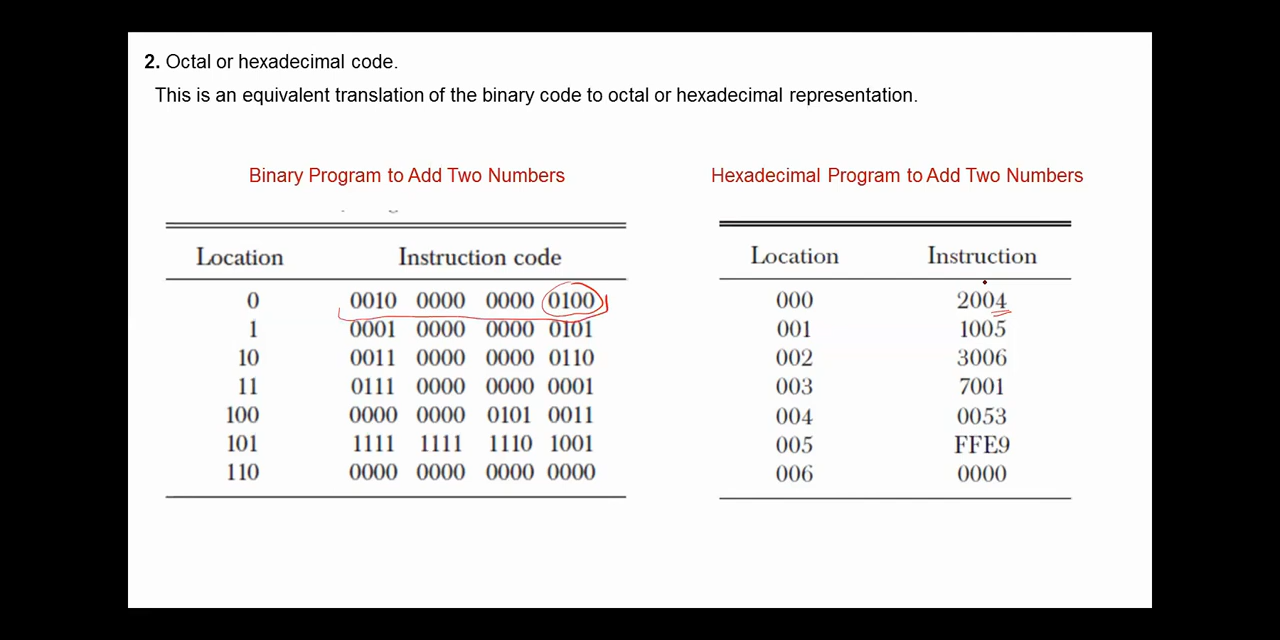 2. Octal or hexadecimal code.
This is an equivalent translation of the binary code to octal or hexadecimal representation.
Binary Program to Add Two Numbers
Location Instruction code
0 0010 0000 0000 0100
1 0001 0000 0000 0101
10 0011 0000 0000 0110
11 0111 0000 0000 0001
100 0000 0000 0101 0011
101 1111 1111 1110 1001
110 0000 0000 0000 0000
Hexadecimal Program to Add Two Numbers
Location Instruction
000 2004
001 1005
002 3006
003 7001
004 0053
005 FFE9
006 0000